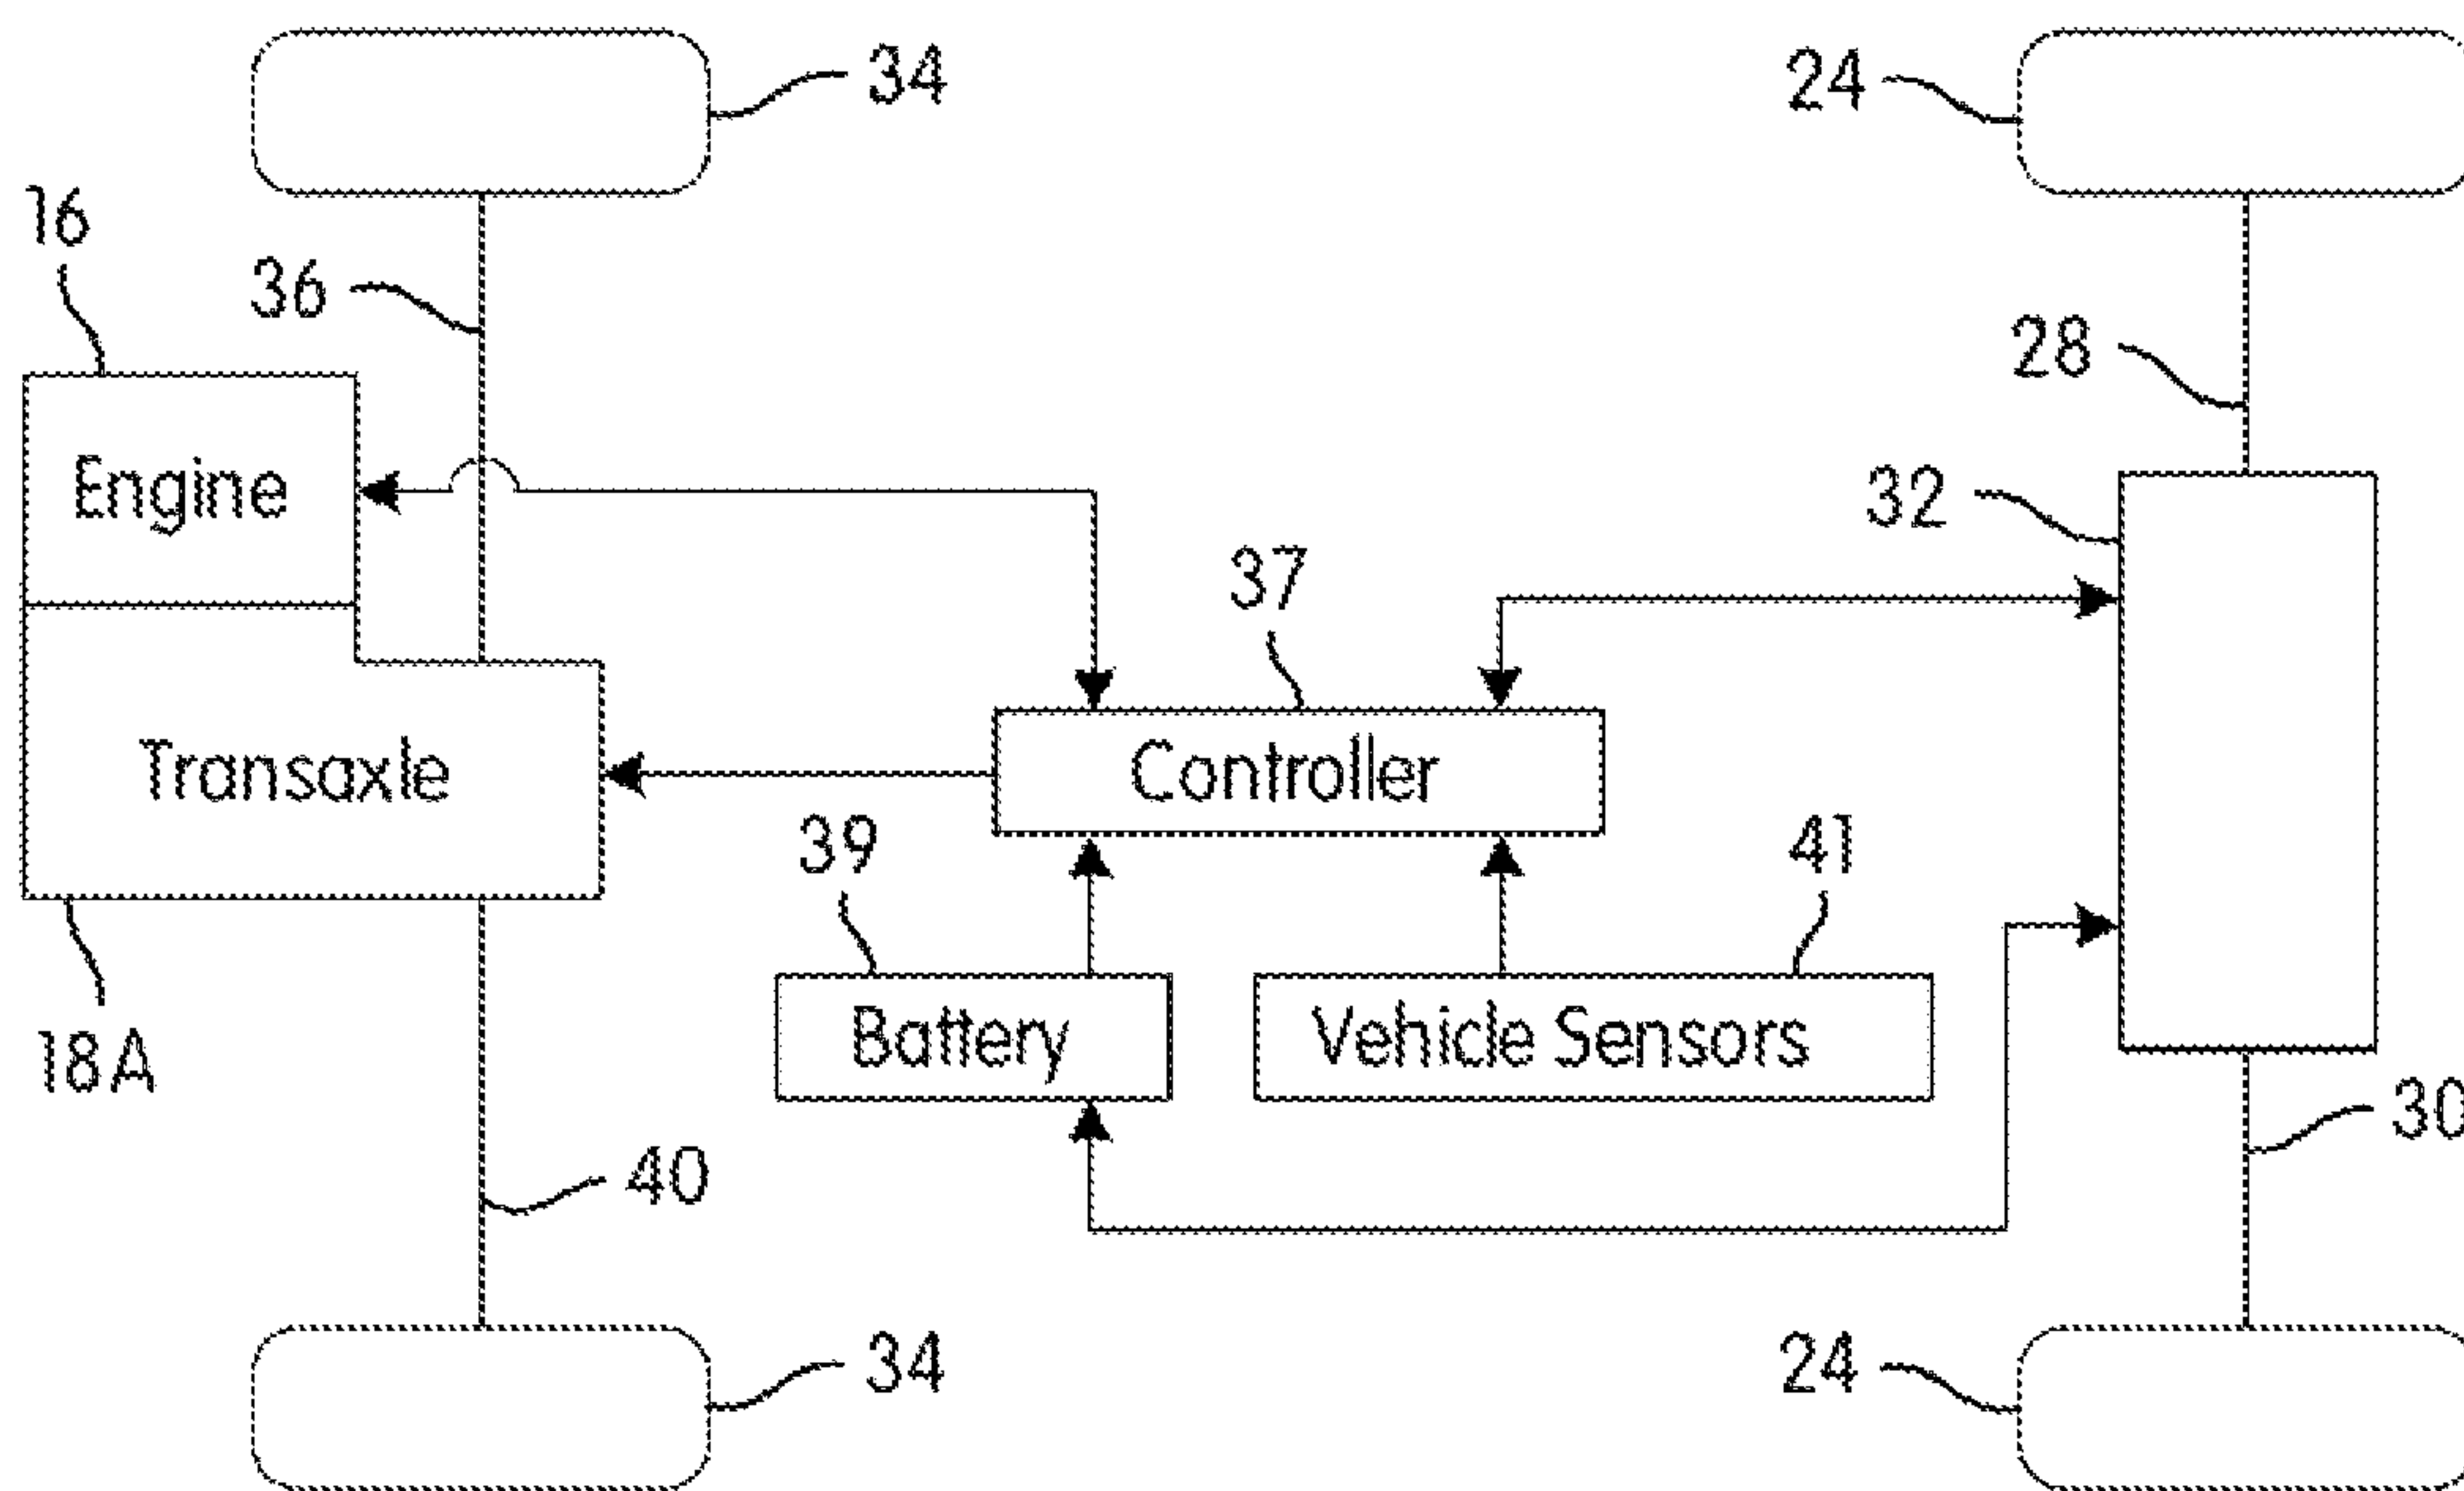 34
24
16
36
28
Engine
32
37
Transaxle
Controller
39
41
Battery
Vehicle Sensors
18A
30
40
34
24